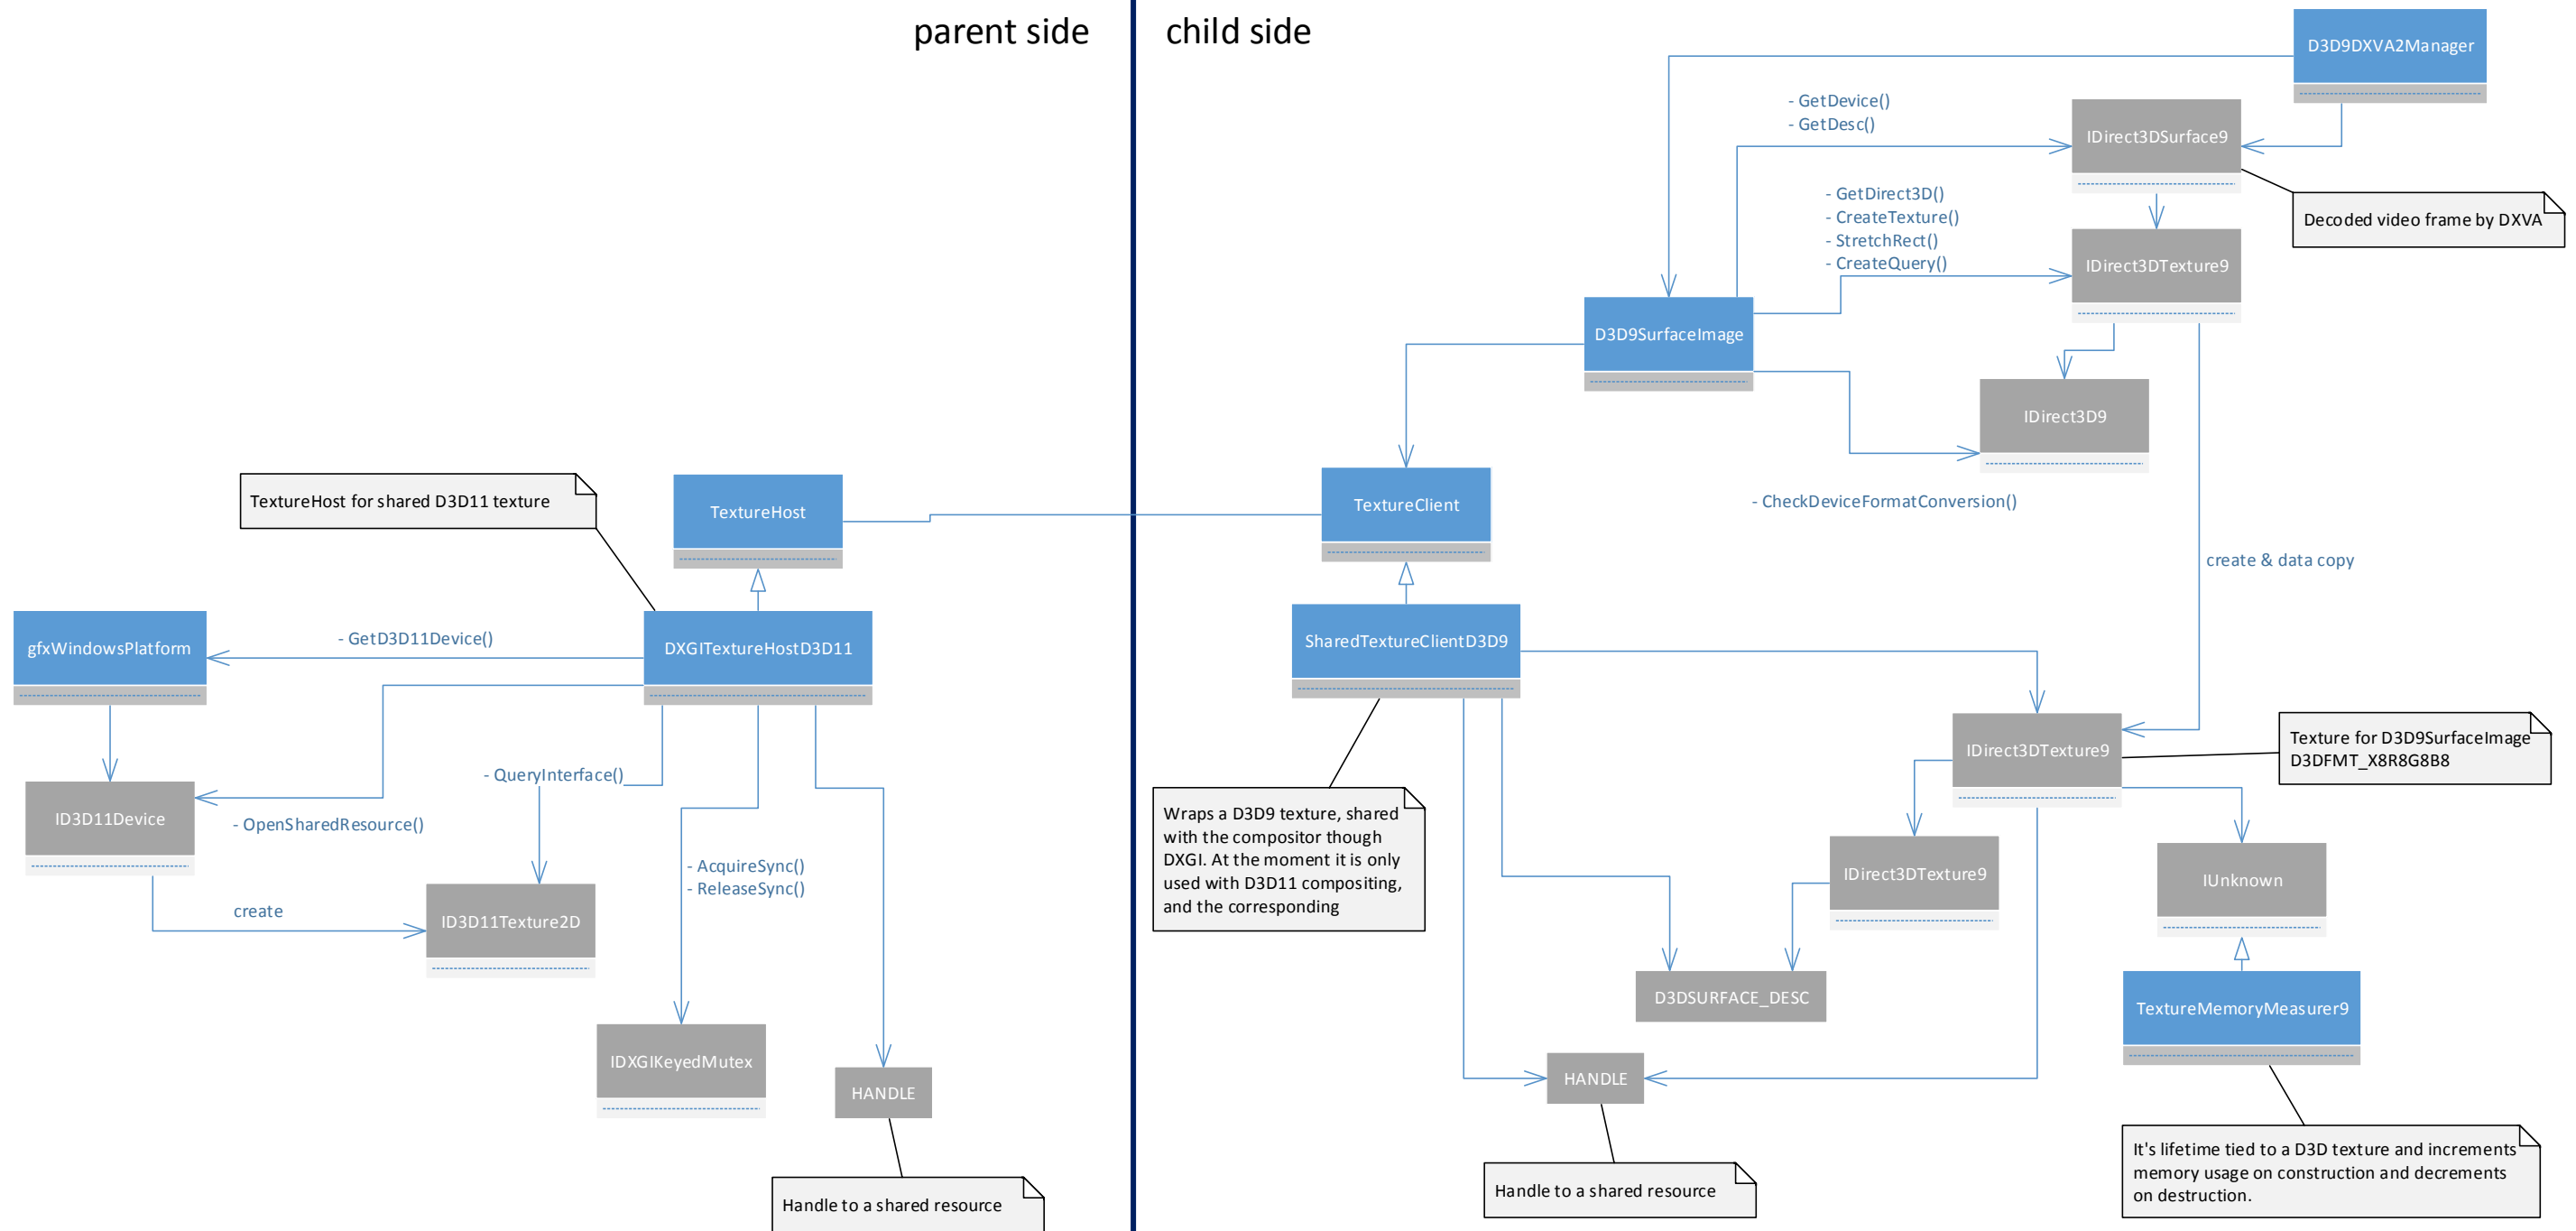 parent side
child side
D3D9DXVA2Manager
- GetDevice()
- GetDesc()
IDirect3DSurface9
- GetDirect3D()
- CreateTexture()
- StretchRect()
- CreateQuery()
Decoded video frame by DXVA
IDirect3DTexture9
D3D9SurfaceImage
IDirect3D9
TextureHost for shared D3D11 texture
TextureHost
TextureClient
- CheckDeviceFormatConversion()
create & data copy
gfxWindowsPlatform
- GetD3D11Device()
DXGITextureHostD3D11
SharedTextureClientD3D9
IDirect3DTexture9
Texture for D3D9SurfaceImage
D3DFMT_X8R8G8B8
- QueryInterface()
ID3D11Device
- OpenSharedResource()
Wraps a D3D9 texture, shared
with the compositor though
DXGI. At the moment it is only
used with D3D11 compositing,
and the corresponding
- AcquireSync()
- ReleaseSync()
IDirect3DTexture9
IUnknown
create
ID3D11Texture2D
D3DSURFACE_DESC
TextureMemoryMeasurer9
IDXGIKeyedMutex
HANDLE
HANDLE
Handle to a shared resource
Handle to a shared resource
It's lifetime tied to a D3D texture and increments
memory usage on construction and decrements
on destruction.